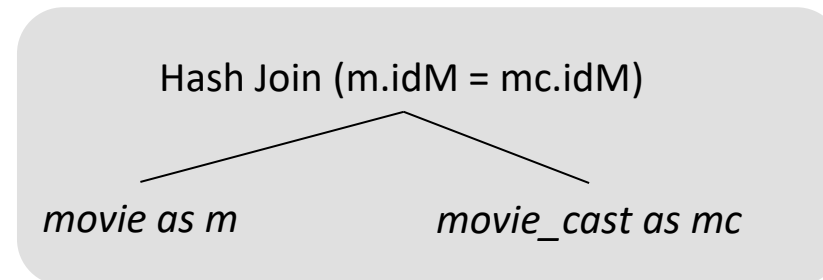 Hash Join (m.idM = mc.idM)
movie as m
movie_cast as mc